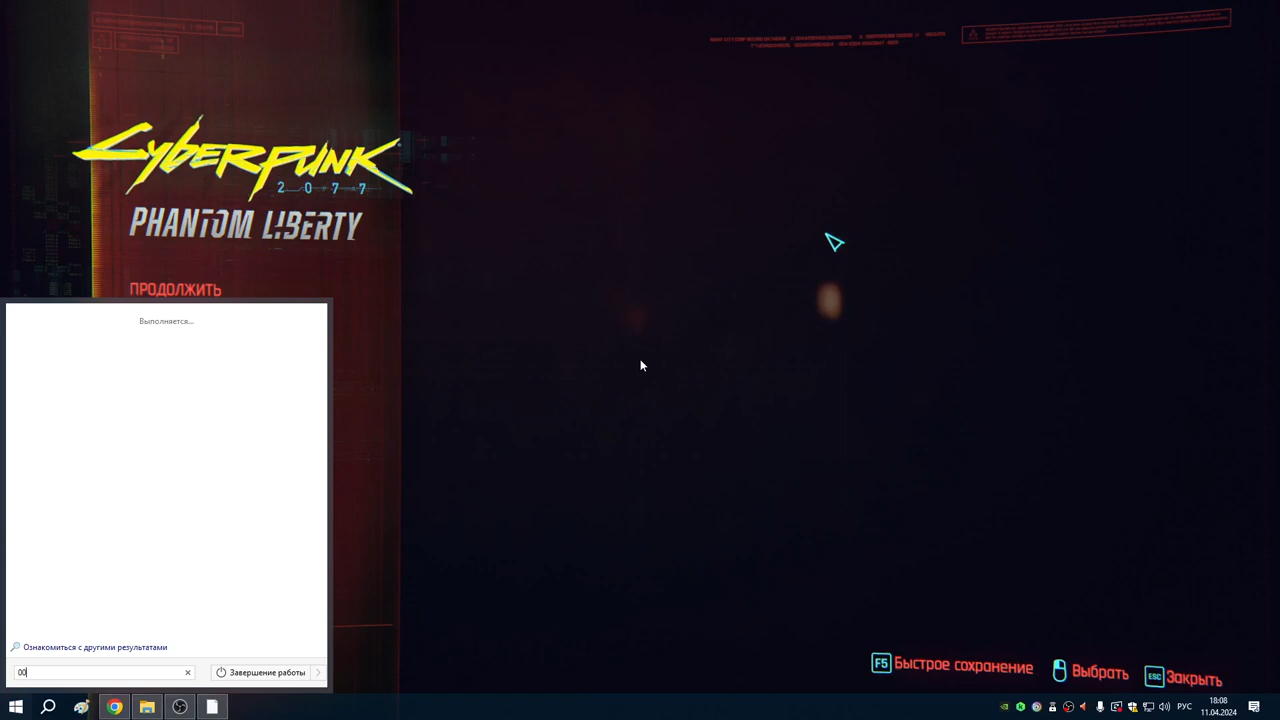 CYBERPUNK
2077
PHANTOM LIBERTY
ПРОДОЛЖИТЬ
Выполняется...
Ознакомиться с другими результатами
00
Завершение работы
F5 Быстрое сохранение
Выбрать
ESC Закрыть
РУС
18:08
11.04.2024